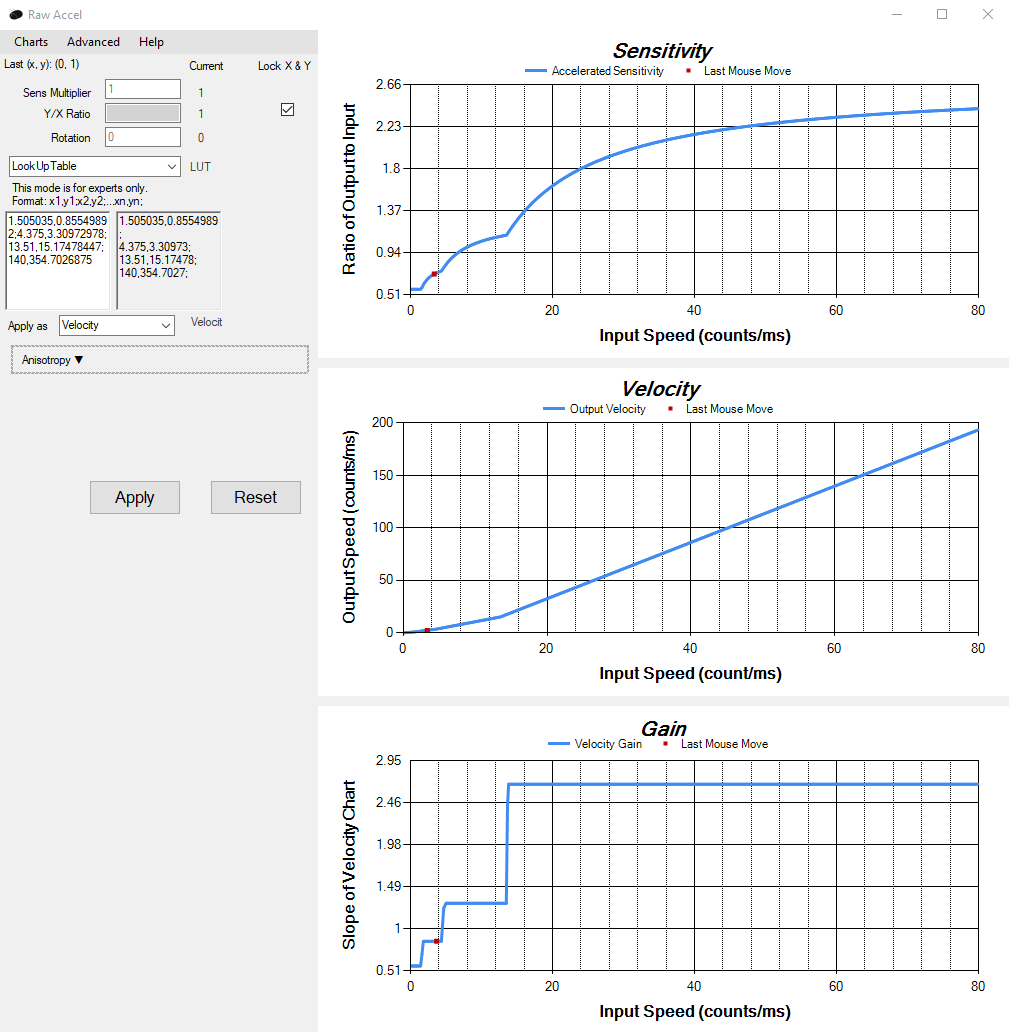 Raw Accel
Charts Advanced Help
Last (x, y): (0, 1)
Current
Lock X & Y
Sens Multiplier 1 1
Y/X Ratio 1
Rotation 0 0
LookUpTable LUT
This mode is for experts only.
Format: x1,y1;x2,y2;...xn,yn;
1.505035,0.8554989
2;4.375,3.30972978;
13.51,15.17478447;
140,354.7026875
1.505035,0.8554989
;
4.375,3.30973;
13.51,15.17478;
140,354.7027;
Apply as Velocity Velocit
Anisotropy ▼
Apply Reset
Sensitivity
Accelerated Sensitivity Last Mouse Move
Ratio of Output to Input
2.66
2.23
1.8
1.37
0.94
0.51
0 20 40 60 80
Input Speed (counts/ms)
Velocity
Output Velocity Last Mouse Move
Output Speed (counts/ms)
200
150
100
50
0
0 20 40 60 80
Input Speed (count/ms)
Gain
Velocity Gain Last Mouse Move
Slope of Velocity Chart
2.95
2.46
1.98
1.49
1
0.51
0 20 40 60 80
Input Speed (counts/ms)